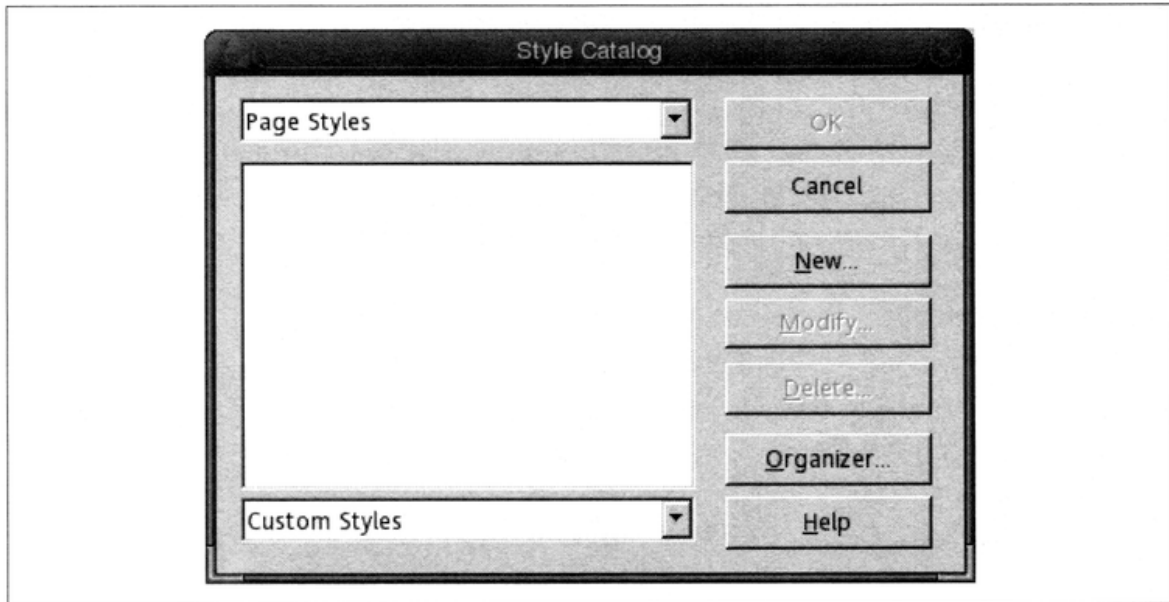 Style Catalog
Page Styles
OK
Cancel
New...
Modify...
Delete...
Organizer...
Custom Styles
Help